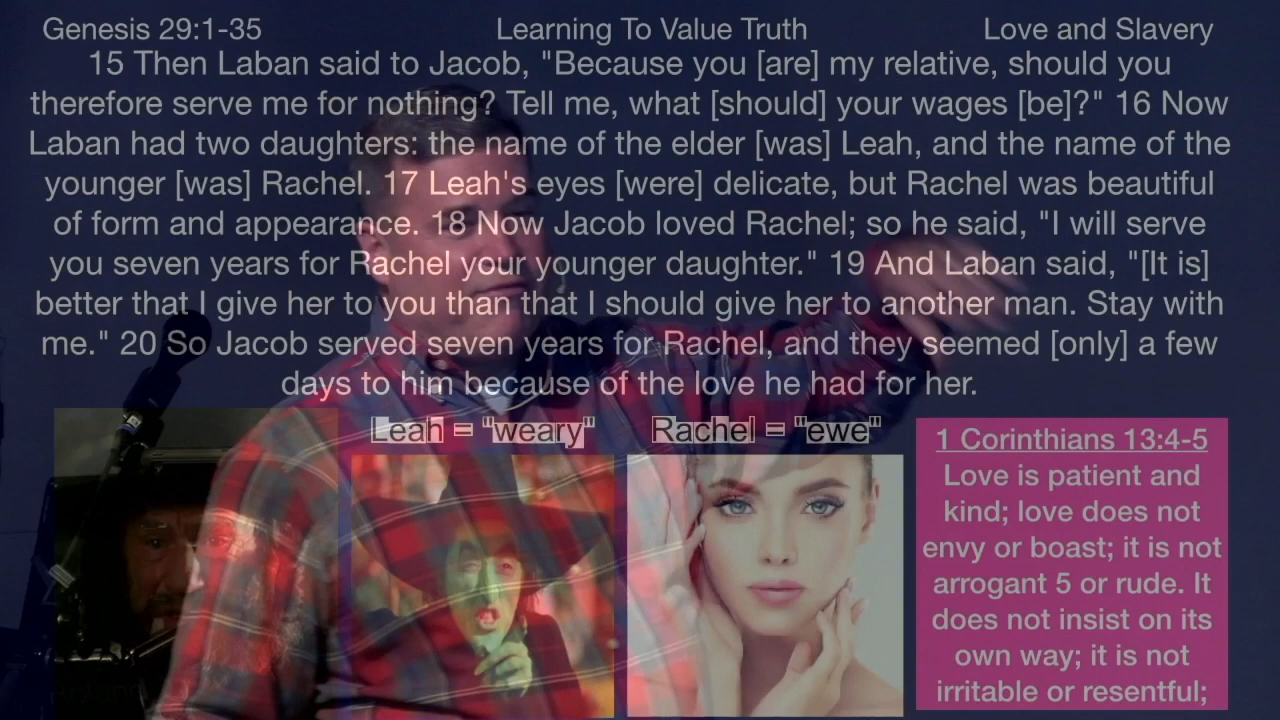 Genesis 29:1-35 Learning To Value Truth Love and Slavery
15 Then Laban said to Jacob, "Because you [are] my relative, should you
therefore serve me for nothing? Tell me, what [should] your wages [be]?" 16 Now
Laban had two daughters: the name of the elder [was] Leah, and the name of the
younger [was] Rachel. 17 Leah's eyes [were] delicate, but Rachel was beautiful
of form and appearance. 18 Now Jacob loved Rachel; so he said, "I will serve
you seven years for Rachel your younger daughter." 19 And Laban said, "[It is]
better that I give her to you than that I should give her to another man. Stay with
me." 20 So Jacob served seven years for Rachel, and they seemed [only] a few
days to him because of the love he had for her.
Leah = "weary" Rachel = "ewe"
1 Corinthians 13:4-5
Love is patient and
kind; love does not
envy or boast; it is not
arrogant 5 or rude. It
does not insist on its
own way; it is not
irritable or resentful;